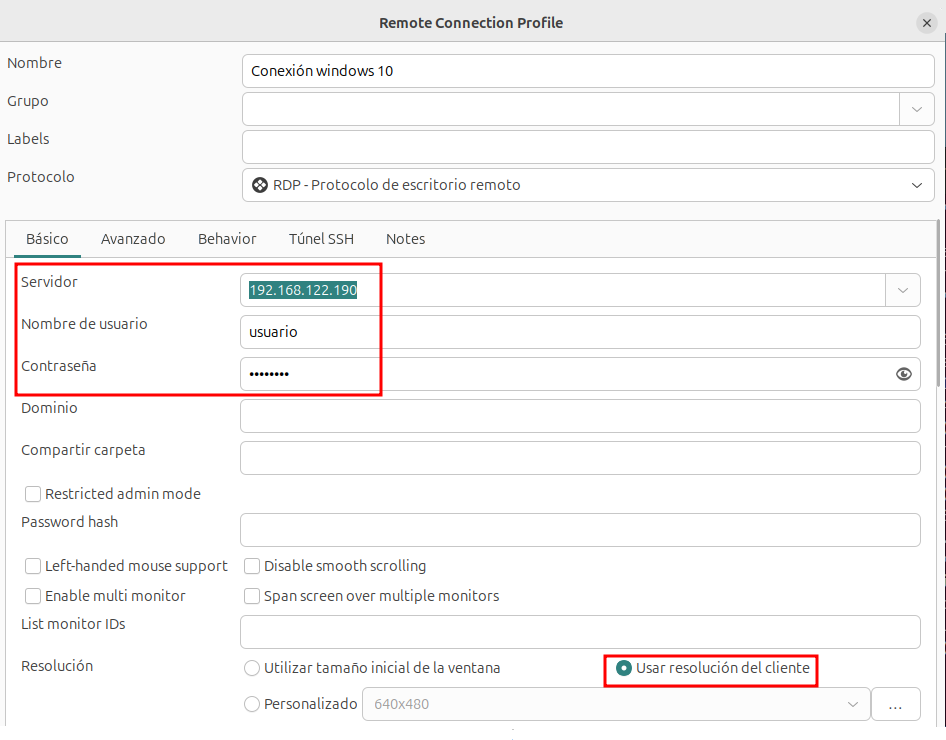 Remote Connection Profile
Nombre
Conexión windows 10
Grupo
Labels
Protocolo
RDP - Protocolo de escritorio remoto
Básico Avanzado Behavior Túnel SSH Notes
Servidor
192.168.122.190
Nombre de usuario
usuario
Contraseña
••••••••
Dominio
Compartir carpeta
Restricted admin mode
Password hash
Left-handed mouse support Disable smooth scrolling
Enable multi monitor Span screen over multiple monitors
List monitor IDs
Resolución Utilizar tamaño inicial de la ventana Usar resolución del cliente
Personalizado 640x480 ...